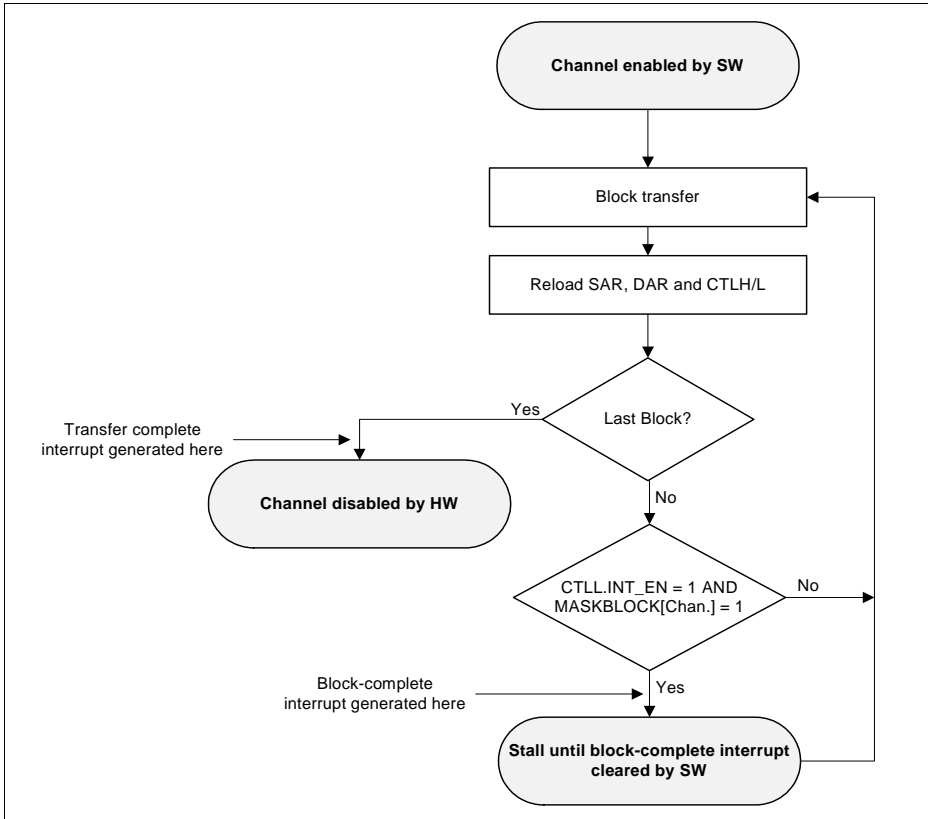 Channel enabled by SW
Block transfer
Reload SAR, DAR and CTLH/L
Last Block?
Yes
Transfer complete
interrupt generated here
Channel disabled by HW
No
CTLL.INT_EN = 1 AND
MASKBLOCK[Chan.] = 1
No
Block-complete
interrupt generated here
Yes
Stall until block-complete interrupt
cleared by SW